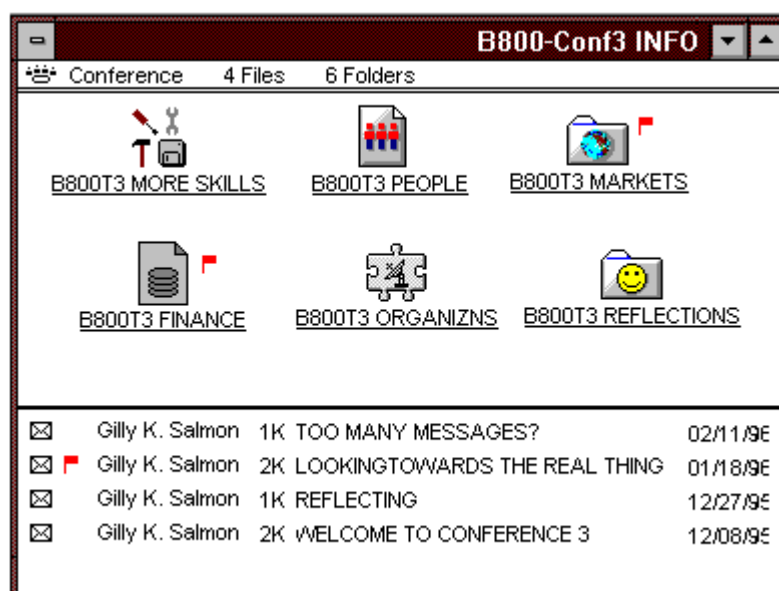 B800-Conf3 INFO
Conference 4 Files 6 Folders
B800T3 MORE SKILLS B800T3 PEOPLE B800T3 MARKETS
B800T3 FINANCE B800T3 ORGANIZNS B800T3 REFLECTIONS
Gilly K. Salmon 1K TOO MANY MESSAGES? 02/11/96
Gilly K. Salmon 2K LOOKINGTOWARDS THE REAL THING 01/18/96
Gilly K. Salmon 1K REFLECTING 12/27/95
Gilly K. Salmon 2K WELCOME TO CONFERENCE 3 12/08/95